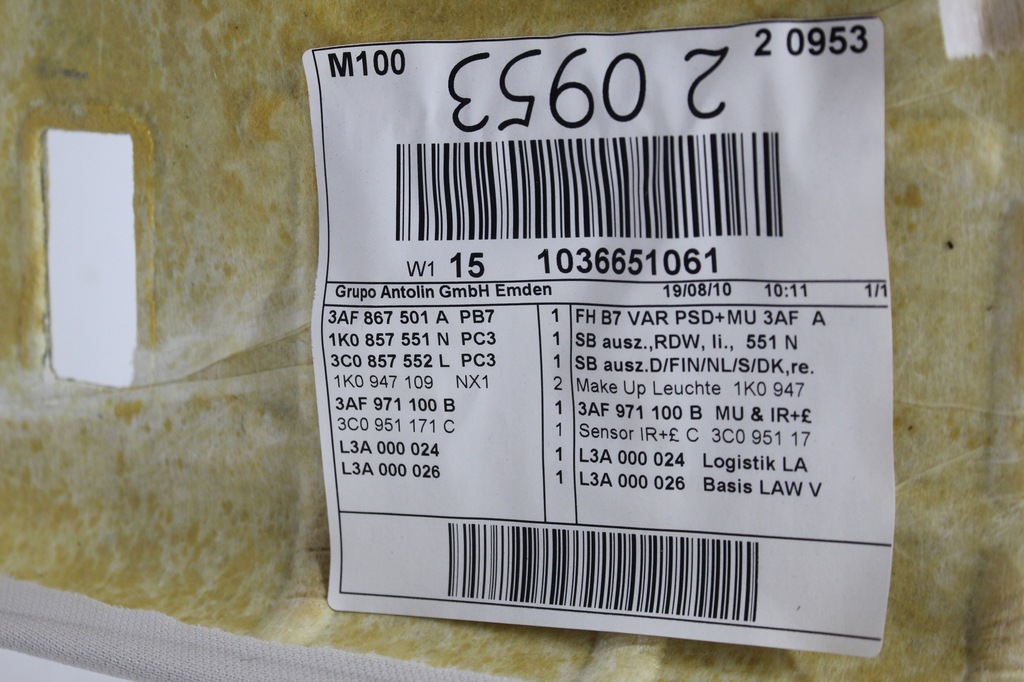 M100 2 0953 2 0953
W1 15 1036651061
Grupo Antolin GmbH Emden 19/08/10 10:11 1/1
3AF 867 501 A PB7 1 FH B7 VAR PSD+MU 3AF A
1K0 857 551 N PC3 1 SB ausz.,RDW, li., 551 N
3C0 857 552 L PC3 1 SB ausz.D/FIN/NL/S/DK,re.
1K0 947 109 NX1 2 Make Up Leuchte 1K0 947
3AF 971 100 B 1 3AF 971 100 B MU & IR+£
3C0 951 171 C 1 Sensor IR+£ C 3C0 951 17
L3A 000 024 1 L3A 000 024 Logistik LA
L3A 000 026 1 L3A 000 026 Basis LAW V